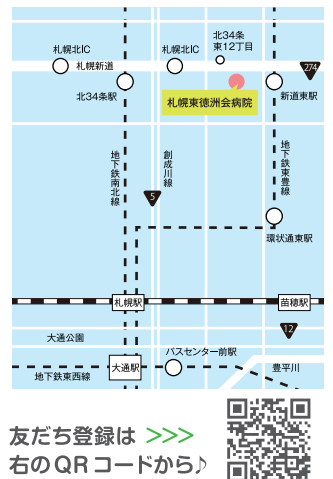 北34条
東12丁目
札幌北IC
札幌北IC
札幌新道
274
北34条駅
札幌東徳洲会病院
新道東駅
地下鉄南北線
創成川線
地下鉄東豊線
5
環状通東駅
札幌駅
苗穂駅
12
大通公園
バスセンター前駅
大通駅
豊平川
地下鉄東西線
友だち登録は >>>
右のQRコードから♪